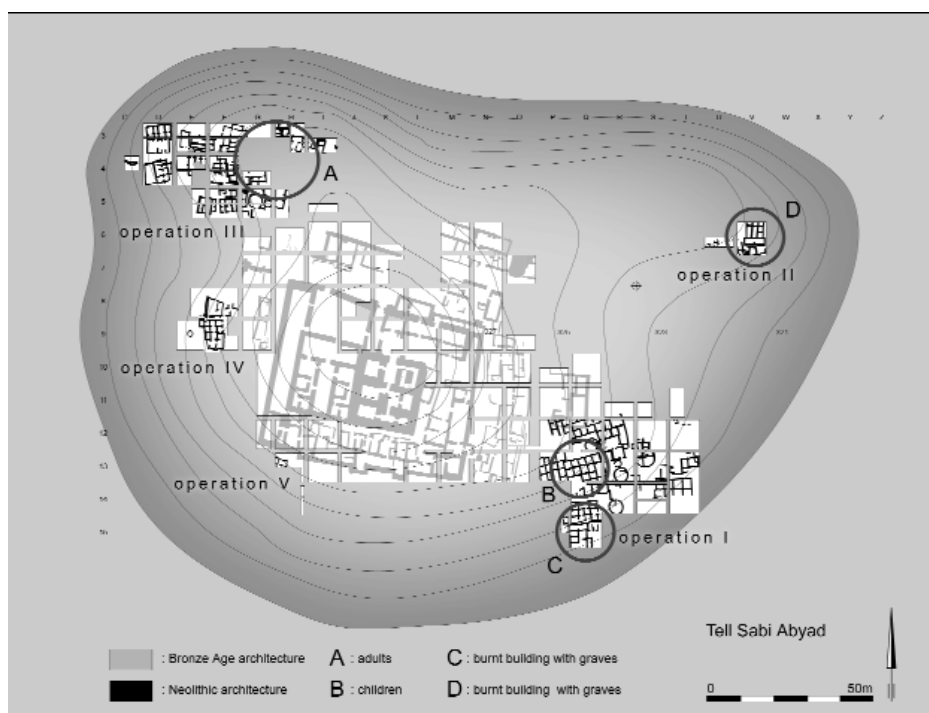 A
operation III
D
operation II
operation IV
operation V
B
operation I
C
Tell Sabi Abyad
: Bronze Age architecture
A : adults
C : burnt building with graves
: Neolithic architecture
B : children
D : burnt building with graves
0 50m